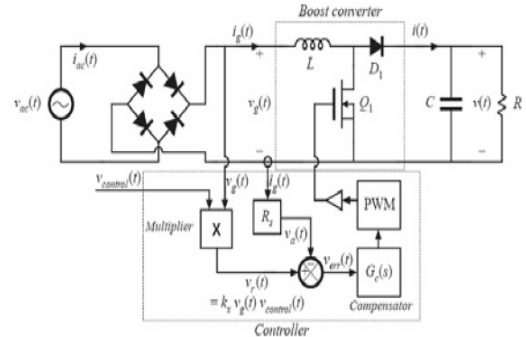 Boost converter
i_ac(t)
i_g(t)
i(t)
L
D_1
v_ac(t)
v_g(t)
Q_1
C
v(t)
R
v_control(t)
v_g(t)
i_g(t)
Multiplier
X
R_s
PWM
v_a(t)
v_err(t)
G_c(s)
v_r(t)
= k_x v_g(t) v_control(t)
Compensator
Controller